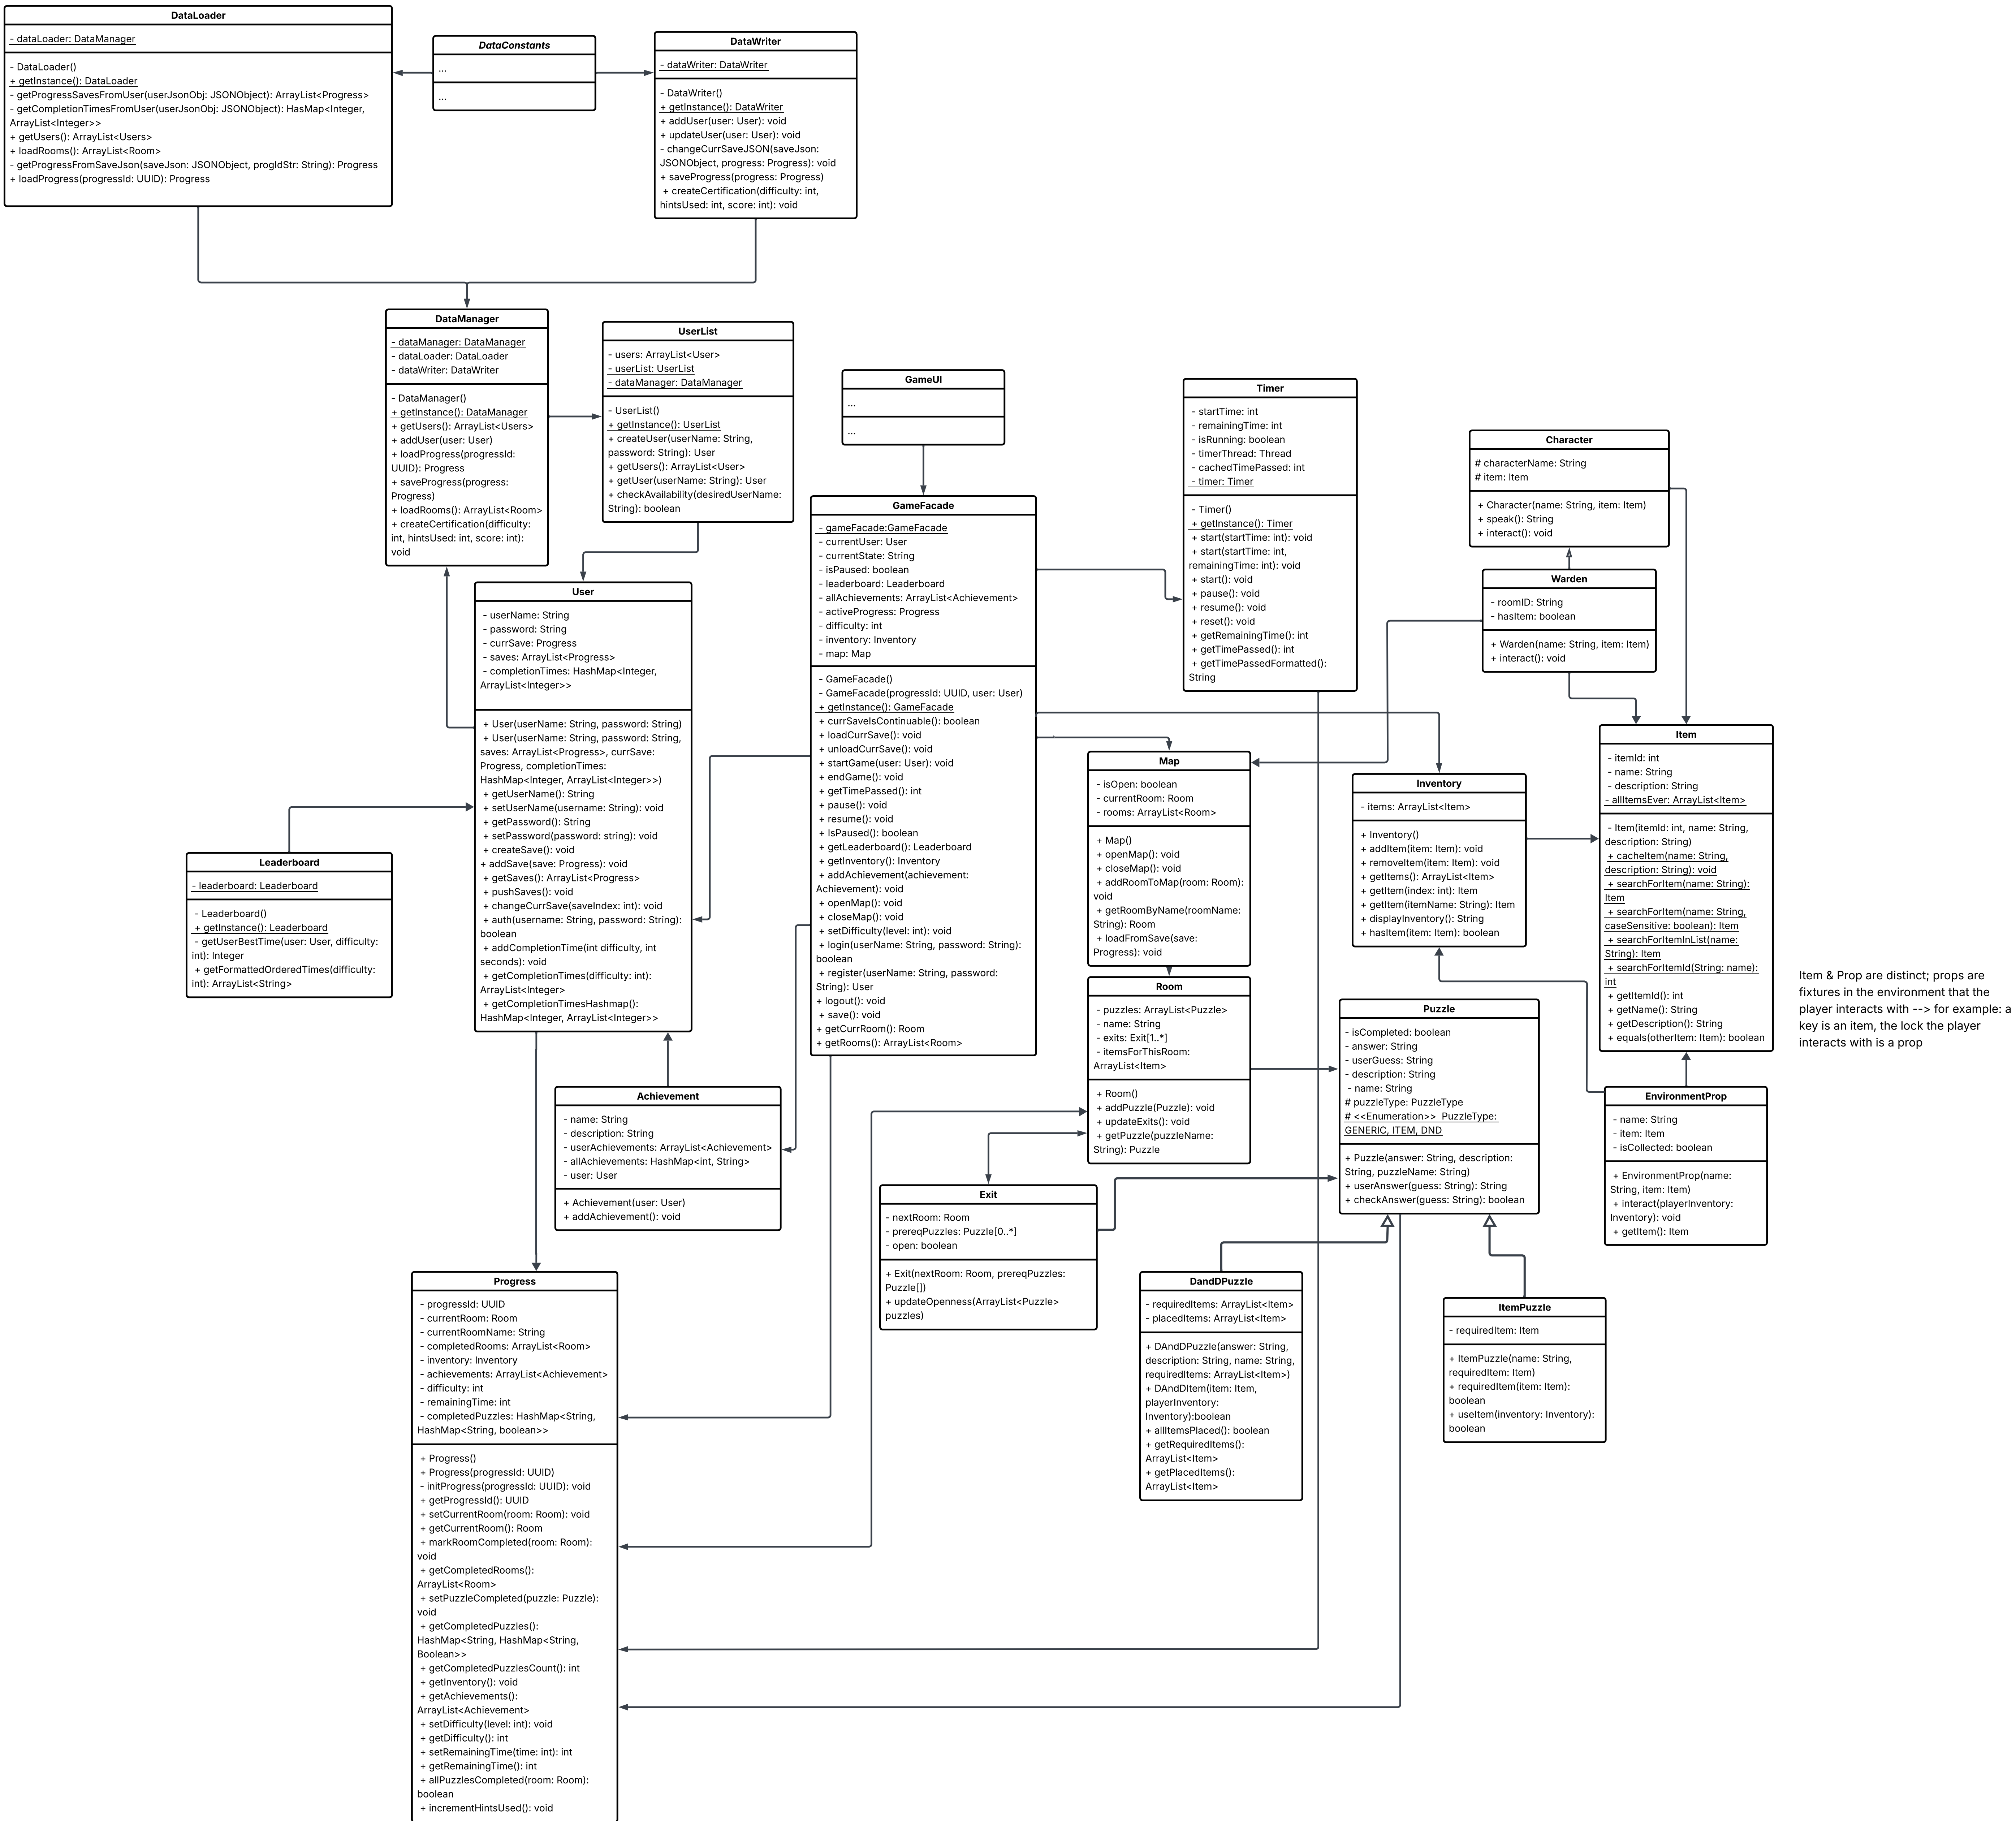 DataLoader
- dataLoader: DataManager
- DataLoader()
+ getInstance(): DataLoader
- getProgressSavesFromUser(userJsonObj: JSONObject): ArrayList<Progress>
- getCompletionTimesFromUser(userJsonObj: JSONObject): HasMap<Integer,
ArrayList<Integer>>
+ getUsers(): ArrayList<Users>
+ loadRooms(): ArrayList<Room>
- getProgressFromSaveJson(saveJson: JSONObject, progIdStr: String): Progress
+ loadProgress(progressId: UUID): Progress
DataConstants
...
...
DataWriter
- dataWriter: DataWriter
- DataWriter()
+ getInstance(): DataWriter
+ addUser(user: User): void
+ updateUser(user: User): void
- changeCurrSaveJSON(saveJson:
JSONObject, progress: Progress): void
+ saveProgress(progress: Progress)
+ createCertification(difficulty: int,
hintsUsed: int, score: int): void
DataManager
- dataManager: DataManager
- dataLoader: DataLoader
- dataWriter: DataWriter
- DataManager()
+ getInstance(): DataManager
+ getUsers(): ArrayList<Users>
+ addUser(user: User)
+ loadProgress(progressId:
UUID): Progress
+ saveProgress(progress:
Progress)
+ loadRooms(): ArrayList<Room>
+ createCertification(difficulty:
int, hintsUsed: int, score: int):
void
UserList
- users: ArrayList<User>
- userList: UserList
- dataManager: DataManager
- UserList()
+ getInstance(): UserList
+ createUser(userName: String,
password: String): User
+ getUsers(): ArrayList<User>
+ getUser(userName: String): User
+ checkAvailability(desiredUserName:
String): boolean
GameUI
...
...
Timer
- startTime: int
- remainingTime: int
- isRunning: boolean
- timerThread: Thread
- cachedTimePassed: int
- timer: Timer
- Timer()
+ getInstance(): Timer
+ start(startTime: int): void
+ start(startTime: int,
remainingTime: int): void
+ start(): void
+ pause(): void
+ resume(): void
+ reset(): void
+ getRemainingTime(): int
+ getTimePassed(): int
+ getTimePassedFormatted():
String
Character
# characterName: String
# item: Item
+ Character(name: String, item: Item)
+ speak(): String
+ interact(): void
Warden
- roomID: String
- hasItem: boolean
+ Warden(name: String, item: Item)
+ interact(): void
GameFacade
- gameFacade:GameFacade
- currentUser: User
- currentState: String
- isPaused: boolean
- leaderboard: Leaderboard
- allAchievements: ArrayList<Achievement>
- activeProgress: Progress
- difficulty: int
- inventory: Inventory
- map: Map
- GameFacade()
- GameFacade(progressId: UUID, user: User)
+ getInstance(): GameFacade
+ currSaveIsContinuable(): boolean
+ loadCurrSave(): void
+ unloadCurrSave(): void
+ startGame(user: User): void
+ endGame(): void
+ getTimePassed(): int
+ pause(): void
+ resume(): void
+ IsPaused(): boolean
+ getLeaderboard(): Leaderboard
+ getInventory(): Inventory
+ addAchievement(achievement:
Achievement): void
+ openMap(): void
+ closeMap(): void
+ setDifficulty(level: int): void
+ login(userName: String, password: String):
boolean
+ register(userName: String, password:
String): User
+ logout(): void
+ save(): void
+ getCurrRoom(): Room
+ getRooms(): ArrayList<Room>
User
- userName: String
- password: String
- currSave: Progress
- saves: ArrayList<Progress>
- completionTimes: HashMap<Integer,
ArrayList<Integer>>
+ User(userName: String, password: String)
+ User(userName: String, password: String,
saves: ArrayList<Progress>, currSave:
Progress, completionTimes:
HashMap<Integer, ArrayList<Integer>>)
+ getUserName(): String
+ setUserName(username: String): void
+ getPassword(): String
+ setPassword(password: string): void
+ createSave(): void
+ addSave(save: Progress): void
+ getSaves(): ArrayList<Progress>
+ pushSaves(): void
+ changeCurrSave(saveIndex: int): void
+ auth(username: String, password: String):
boolean
+ addCompletionTime(int difficulty, int
seconds): void
+ getCompletionTimes(difficulty: int):
ArrayList<Integer>
+ getCompletionTimesHashmap():
HashMap<Integer, ArrayList<Integer>>
Leaderboard
- leaderboard: Leaderboard
- Leaderboard()
+ getInstance(): Leaderboard
- getUserBestTime(user: User, difficulty:
int): Integer
+ getFormattedOrderedTimes(difficulty:
int): ArrayList<String>
Map
- isOpen: boolean
- currentRoom: Room
- rooms: ArrayList<Room>
+ Map()
+ openMap(): void
+ closeMap(): void
+ addRoomToMap(room: Room):
void
+ getRoomByName(roomName:
String): Room
+ loadFromSave(save:
Progress): void
Inventory
- items: ArrayList<Item>
+ Inventory()
+ addItem(item: Item): void
+ removeItem(item: Item): void
+ getItems(): ArrayList<Item>
+ getItem(index: int): Item
+ getItem(itemName: String): Item
+ displayInventory(): String
+ hasItem(item: Item): boolean
Item
- itemId: int
- name: String
- description: String
- allItemsEver: ArrayList<Item>
- Item(itemId: int, name: String,
description: String)
+ cacheItem(name: String,
description: String): void
+ searchForItem(name: String):
Item
+ searchForItem(name: String,
caseSensitive: boolean): Item
+ searchForItemInList(name:
String): Item
+ searchForItemId(String: name):
int
+ getItemId(): int
+ getName(): String
+ getDescription(): String
+ equals(otherItem: Item): boolean
Item & Prop are distinct; props are
fixtures in the environment that the
player interacts with --> for example: a
key is an item, the lock the player
interacts with is a prop
Room
- puzzles: ArrayList<Puzzle>
- name: String
- exits: Exit[1..*]
- itemsForThisRoom:
ArrayList<Item>
+ Room()
+ addPuzzle(Puzzle): void
+ updateExits(): void
+ getPuzzle(puzzleName:
String): Puzzle
Puzzle
- isCompleted: boolean
- answer: String
- userGuess: String
- description: String
- name: String
# puzzleType: PuzzleType
# <<Enumeration>> PuzzleType:
GENERIC, ITEM, DND
+ Puzzle(answer: String, description:
String, puzzleName: String)
+ userAnswer(guess: String): String
+ checkAnswer(guess: String): boolean
EnvironmentProp
- name: String
- item: Item
- isCollected: boolean
+ EnvironmentProp(name:
String, item: Item)
+ interact(playerInventory:
Inventory): void
+ getItem(): Item
Achievement
- name: String
- description: String
- userAchievements: ArrayList<Achievement>
- allAchievements: HashMap<int, String>
- user: User
+ Achievement(user: User)
+ addAchievement(): void
Exit
- nextRoom: Room
- prereqPuzzles: Puzzle[0..*]
- open: boolean
+ Exit(nextRoom: Room, prereqPuzzles:
Puzzle[])
+ updateOpenness(ArrayList<Puzzle>
puzzles)
DandDPuzzle
- requiredItems: ArrayList<Item>
- placedItems: ArrayList<Item>
+ DAndDPuzzle(answer: String,
description: String, name: String,
requiredItems: ArrayList<Item>)
+ DAndDItem(item: Item,
playerInventory:
Inventory):boolean
+ allItemsPlaced(): boolean
+ getRequiredItems():
ArrayList<Item>
+ getPlacedItems():
ArrayList<Item>
ItemPuzzle
- requiredItem: Item
+ ItemPuzzle(name: String,
requiredItem: Item)
+ requiredItem(item: Item):
boolean
+ useItem(inventory: Inventory):
boolean
Progress
- progressId: UUID
- currentRoom: Room
- currentRoomName: String
- completedRooms: ArrayList<Room>
- inventory: Inventory
- achievements: ArrayList<Achievement>
- difficulty: int
- remainingTime: int
- completedPuzzles: HashMap<String,
HashMap<String, boolean>>
+ Progress()
+ Progress(progressId: UUID)
- initProgress(progressId: UUID): void
+ getProgressId(): UUID
+ setCurrentRoom(room: Room): void
+ getCurrentRoom(): Room
+ markRoomCompleted(room: Room):
void
+ getCompletedRooms():
ArrayList<Room>
+ setPuzzleCompleted(puzzle: Puzzle):
void
+ getCompletedPuzzles():
HashMap<String, HashMap<String,
Boolean>>
+ getCompletedPuzzlesCount(): int
+ getInventory(): void
+ getAchievements():
ArrayList<Achievement>
+ setDifficulty(level: int): void
+ getDifficulty(): int
+ setRemainingTime(time: int): int
+ getRemainingTime(): int
+ allPuzzlesCompleted(room: Room):
boolean
+ incrementHintsUsed(): void